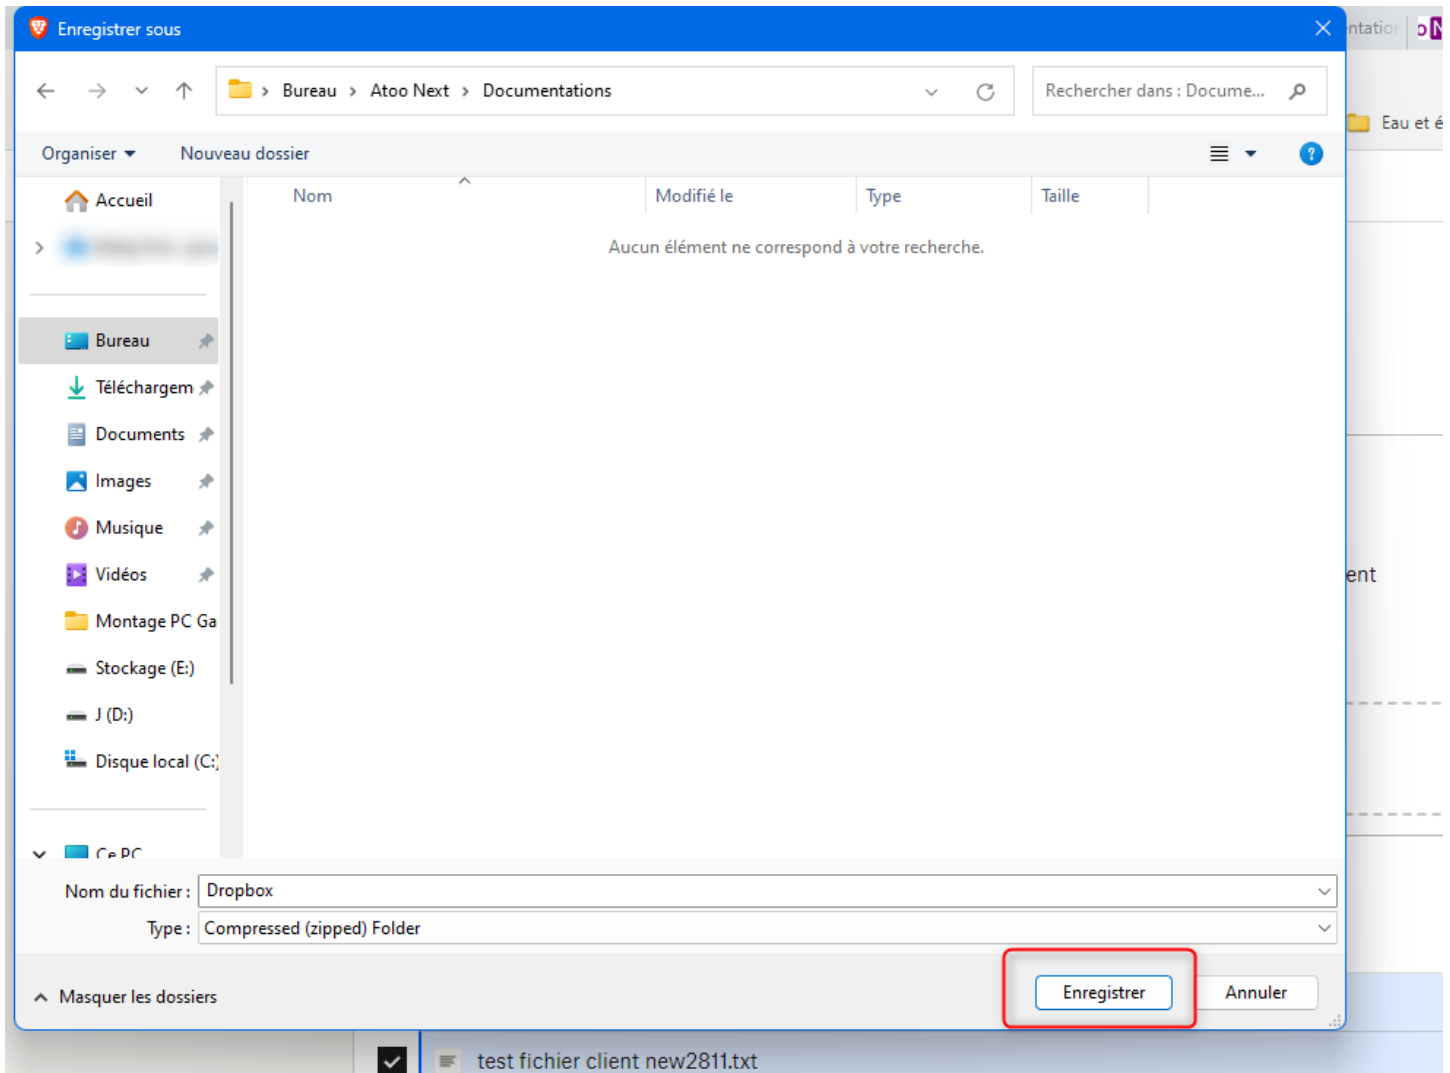 Enregistrer sous
ntation
Bureau > Atoo Next > Documentations
Rechercher dans : Docume...
Eau et é
Organiser
Nouveau dossier
Accueil
Nom
Modifié le
Type
Taille
Aucun élément ne correspond à votre recherche.
Bureau
Téléchargem
Documents
Images
Musique
Vidéos
ent
Montage PC Ga
Stockage (E:)
J (D:)
Disque local (C:)
Ce PC
Nom du fichier : Dropbox
Type : Compressed (zipped) Folder
Masquer les dossiers
Enregistrer
Annuler
test fichier client new2811.txt